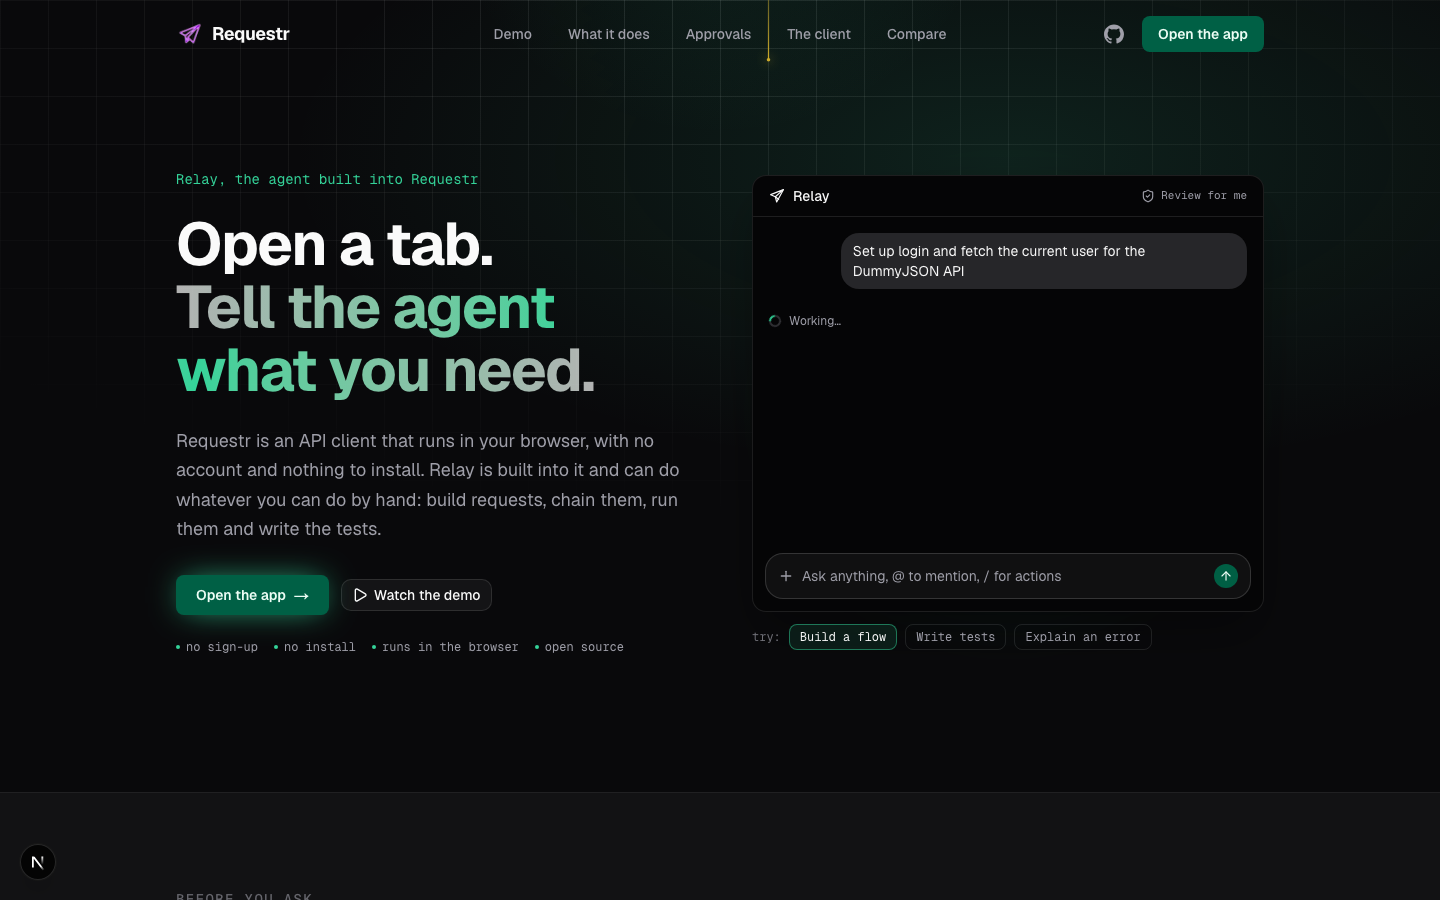 Requestr
Demo
What it does
Approvals
The client
Compare
Open the app
Relay, the agent built into Requestr
Open a tab.
Tell the agent
what you need.
Requestr is an API client that runs in your browser, with no
account and nothing to install. Relay is built into it and can do
whatever you can do by hand: build requests, chain them, run
them and write the tests.
Open the app →
Watch the demo
no sign-up
no install
runs in the browser
open source
Relay
Review for me
Set up login and fetch the current user for the
DummyJSON API
Working…
Ask anything, @ to mention, / for actions
try:
Build a flow
Write tests
Explain an error
N
BEFORE YOU ASK